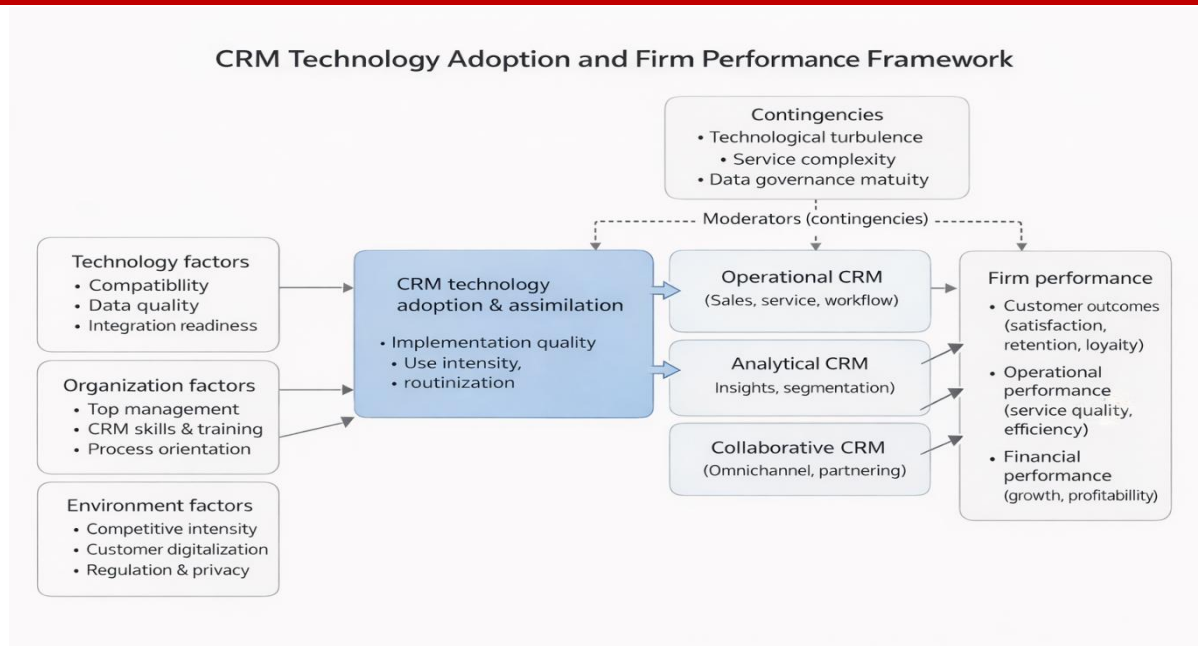 CRM Technology Adoption and Firm Performance Framework
Contingencies
• Technological turbulence
• Service complexity
• Data governance matuity
Moderators (contingencies)
Technology factors
• Compatibllity
• Data quality
• Integration readiness
Organization factors
• Top management
• CRM skills & training
• Process orientation
Environment factors
• Competitive intensity
• Customer digitalization
• Regulation & privacy
CRM technology
adoption & assimilation
• Implementation quality
• Use intensity,
• routinization
Operational CRM
(Sales, service, workflow)
Analytical CRM
Insights, segmentation)
Collaborative CRM
(Omnichannel, partnering)
Firm performance
• Customer outcomes
(satisfaction,
retention, loyalty)
• Operational
performance
(service quality,
efficiency)
• Financial
performance
(growth, profitabillity)